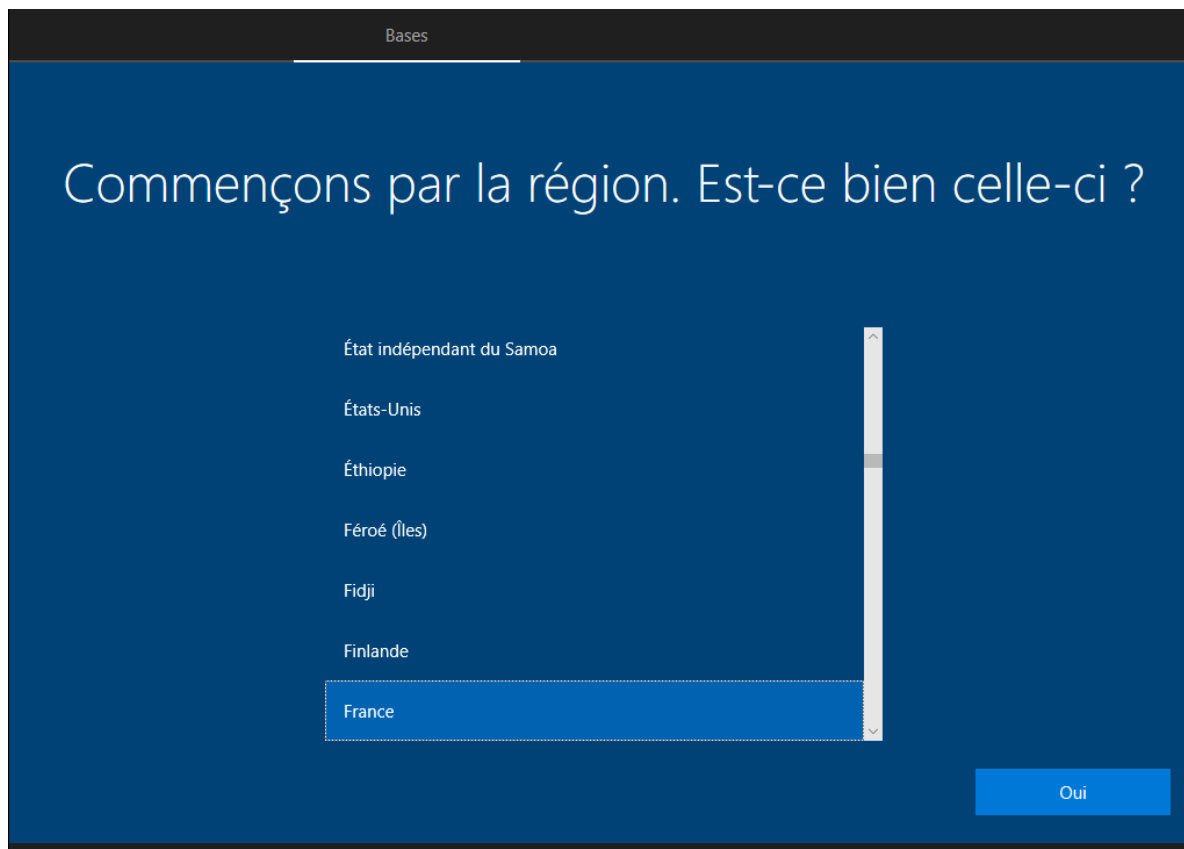 Bases
Commençons par la région. Est-ce bien celle-ci ?
État indépendant du Samoa
États-Unis
Éthiopie
Féroé (Îles)
Fidji
Finlande
France
Oui